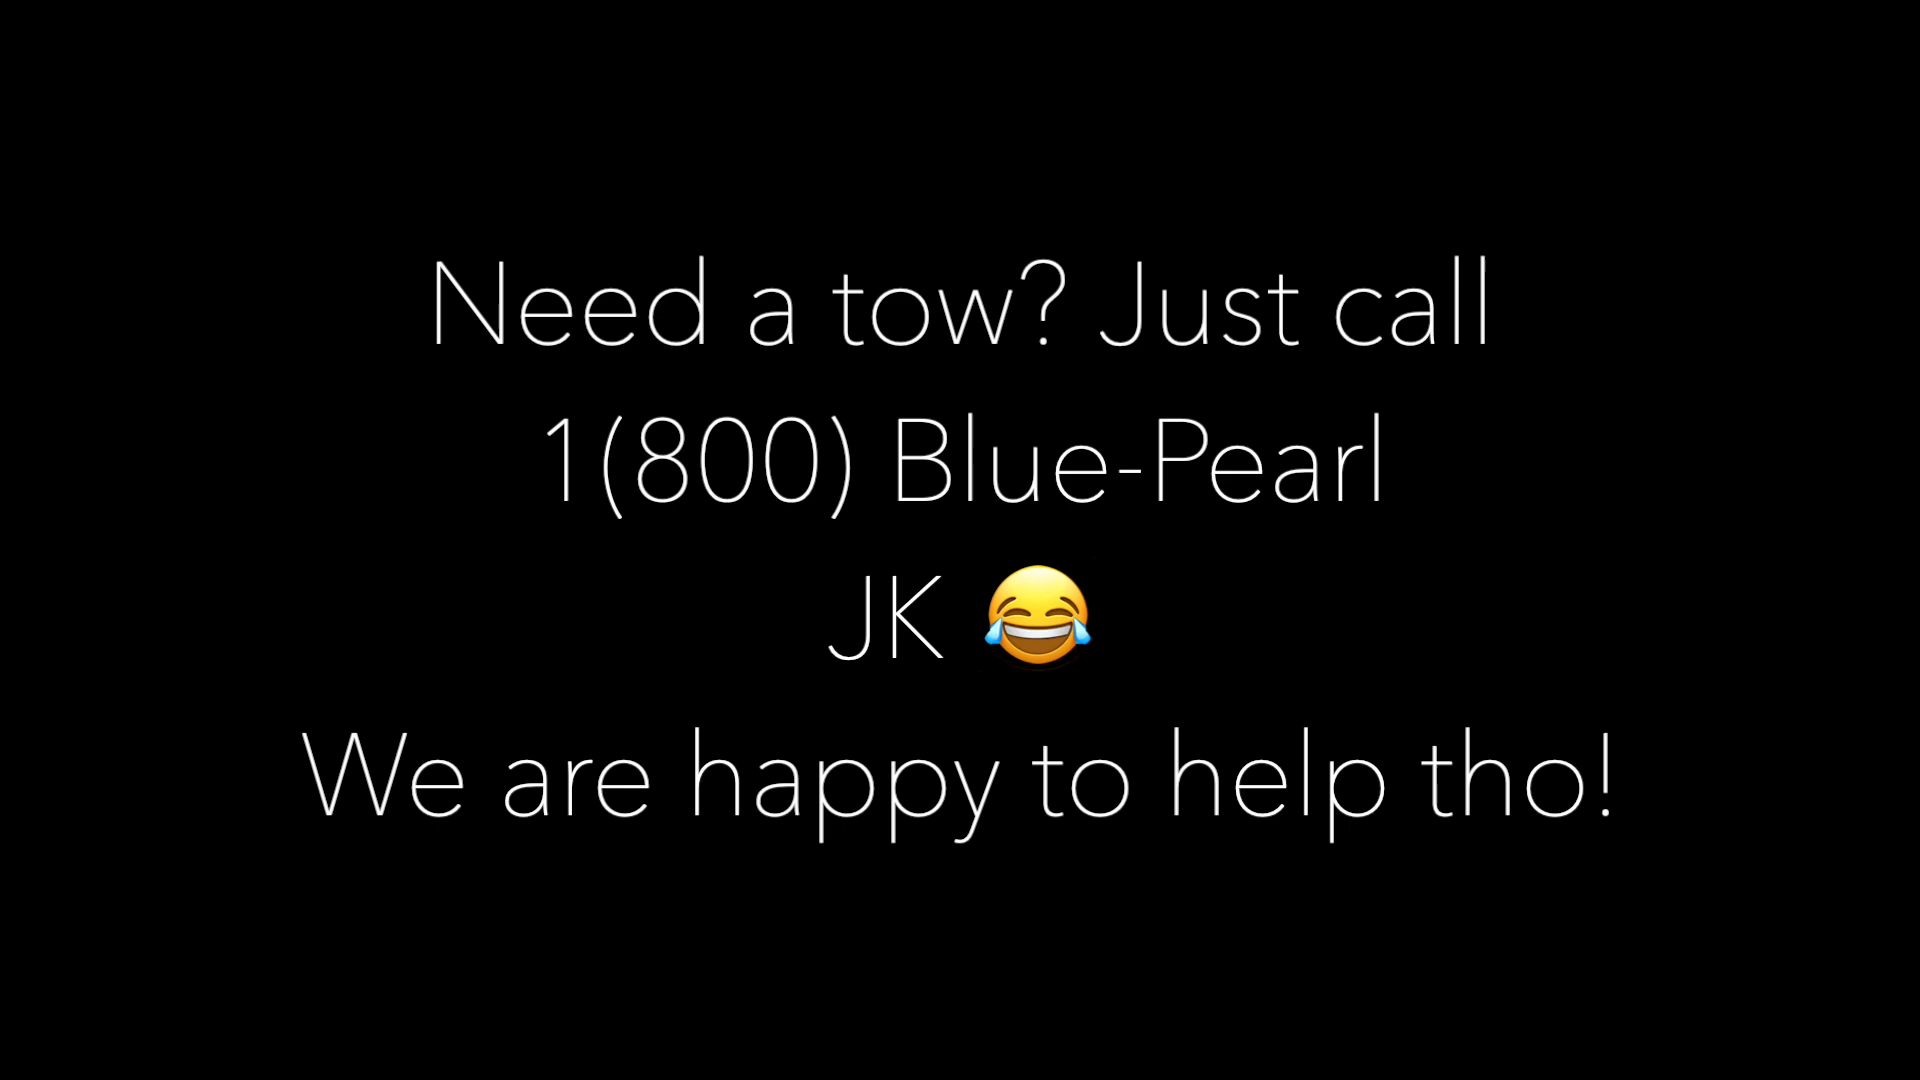 Need a tow? Just call
1(800) Blue-Pearl
JK 😂
We are happy to help tho!